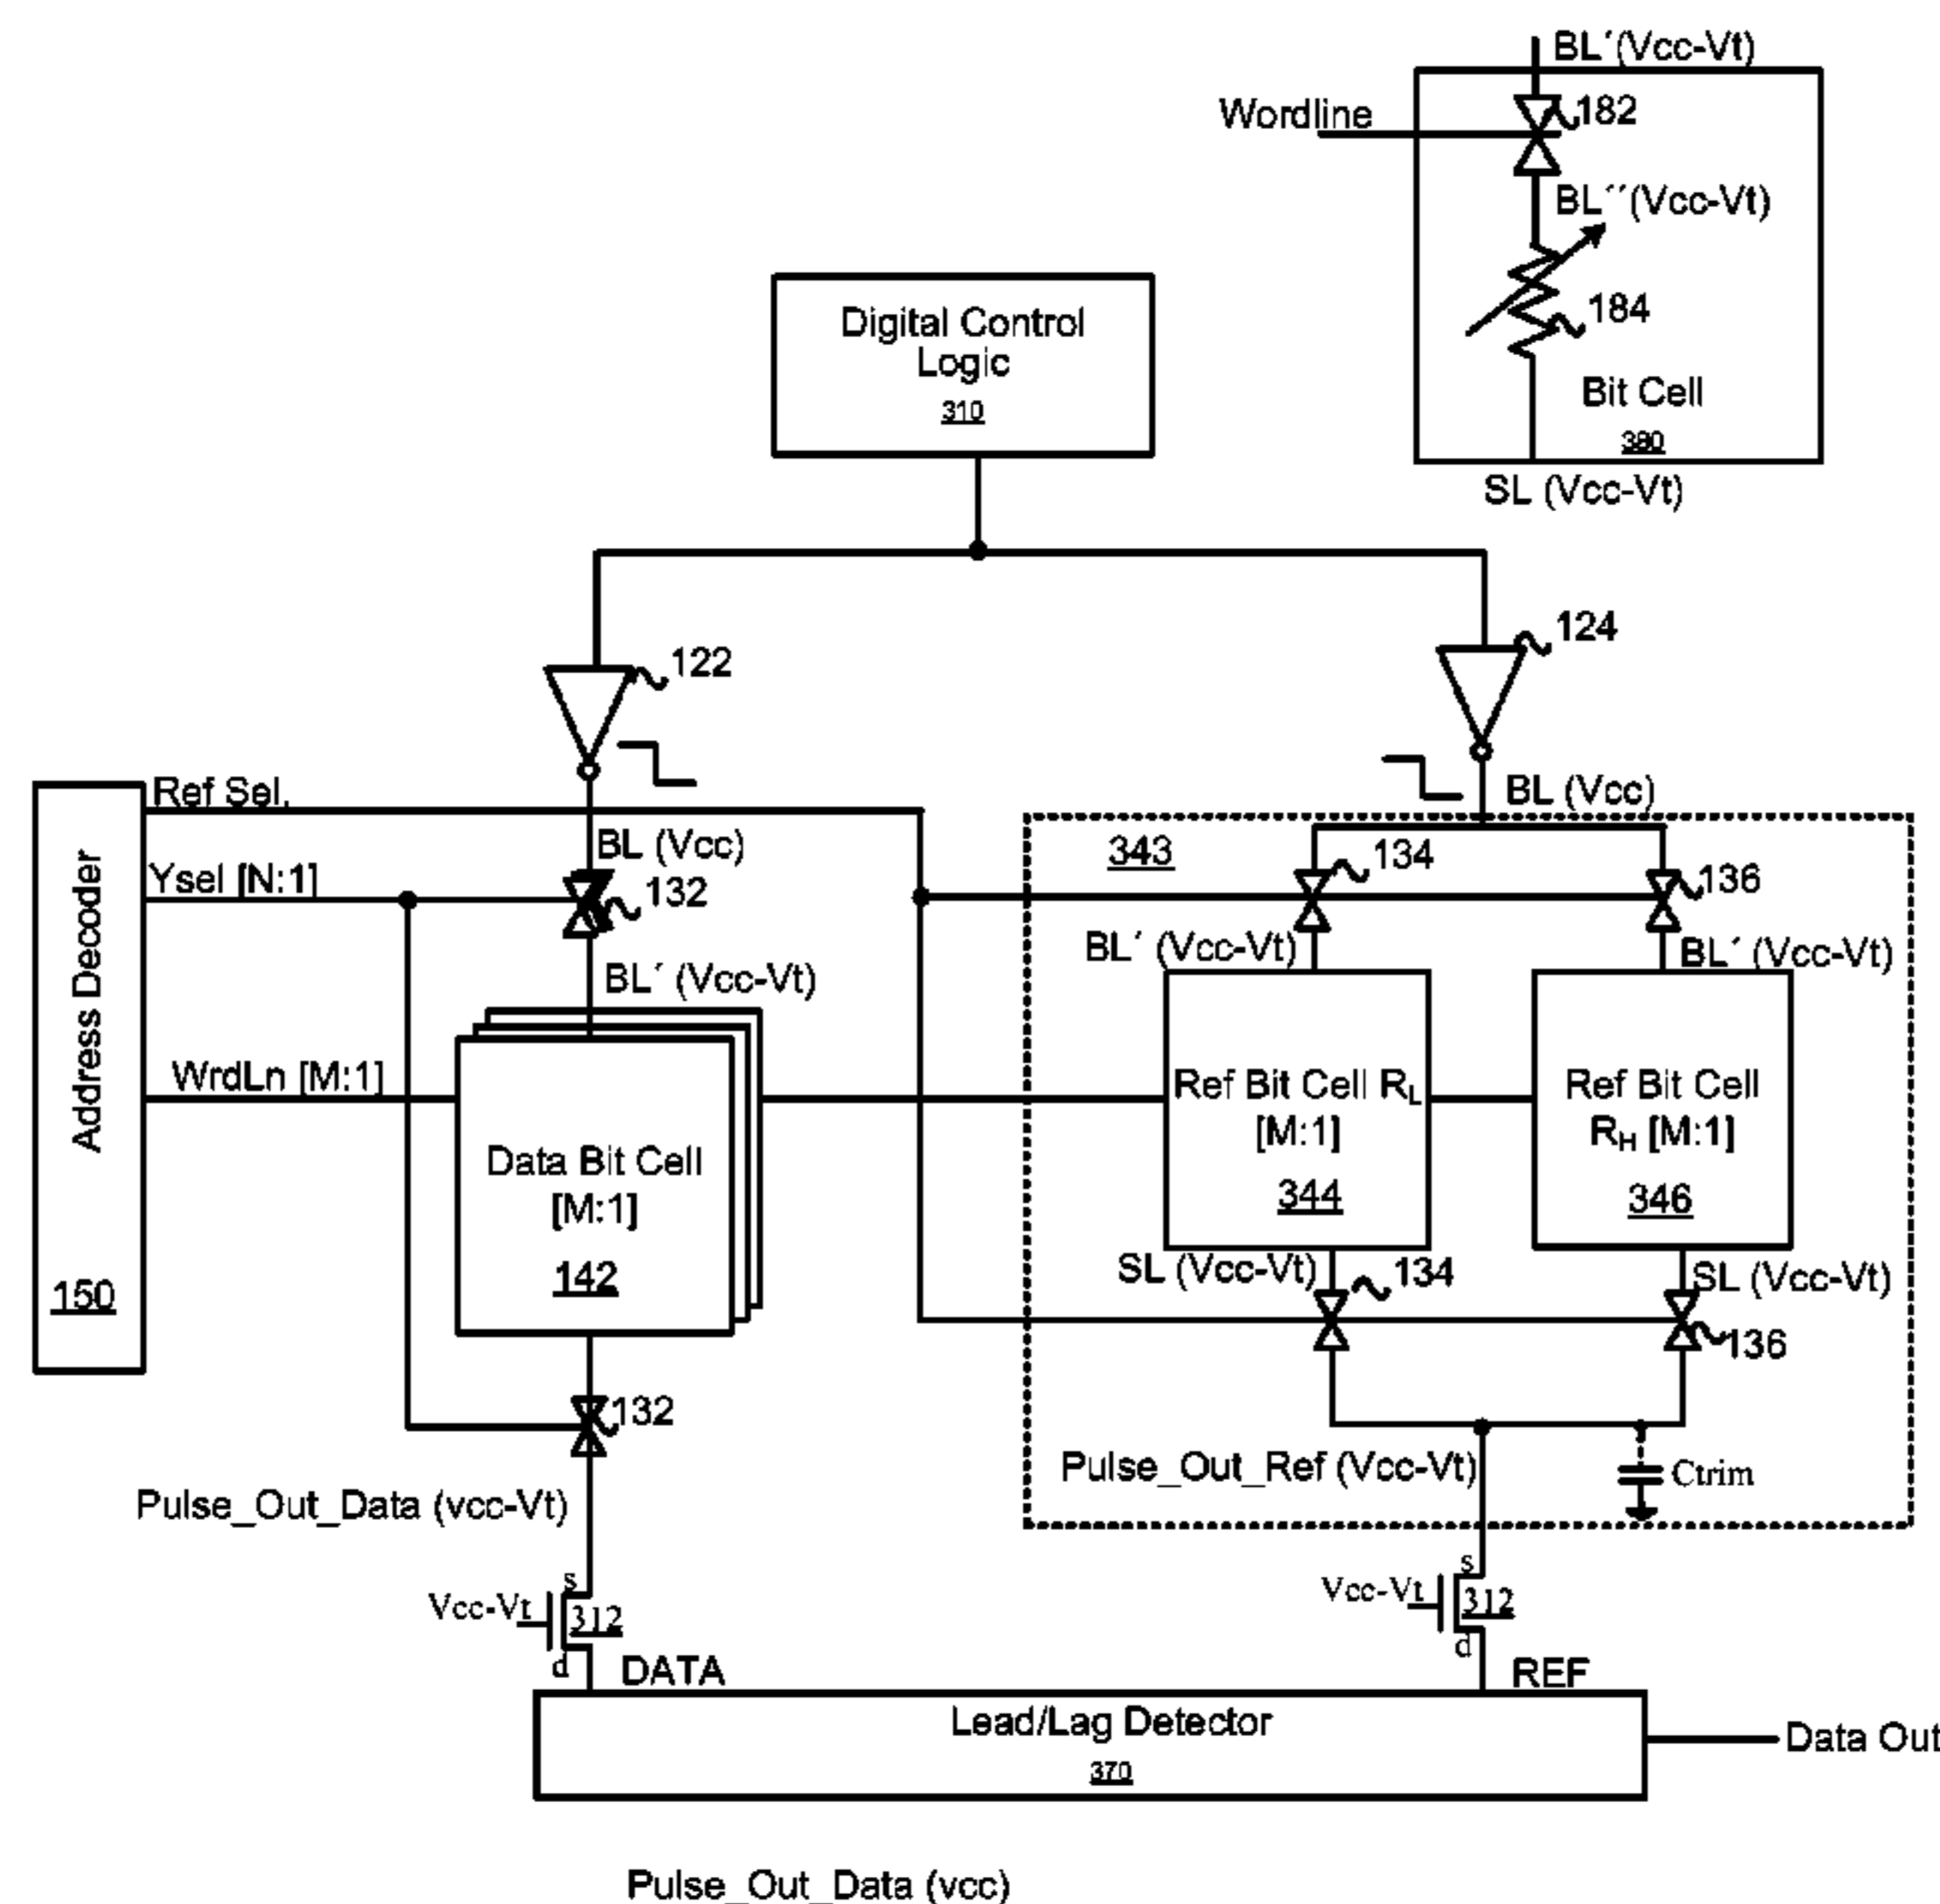 BL´(Vcc-Vt)
182
Wordline
BL´´(Vcc-Vt)
184
Bit Cell
380
SL (Vcc-Vt)
Digital Control
Logic
310
122
124
Ref Sel.
BL (Vcc)
BL (Vcc)
343
134
136
Ysel [N:1]
132
BL´ (Vcc-Vt)
BL´ (Vcc-Vt)
BL´ (Vcc-Vt)
Address Decoder
150
WrdLn [M:1]
Data Bit Cell
[M:1]
142
Ref Bit Cell RL
[M:1]
344
Ref Bit Cell
RH [M:1]
346
SL (Vcc-Vt)
134
SL (Vcc-Vt)
136
132
Pulse_Out_Data (vcc-Vt)
Pulse_Out_Ref (Vcc-Vt)
Ctrim
Vcc-Vt
s
312
d
DATA
Vcc-Vt
s
312
d
REF
Lead/Lag Detector
370
Data Out
Pulse_Out_Data (vcc)